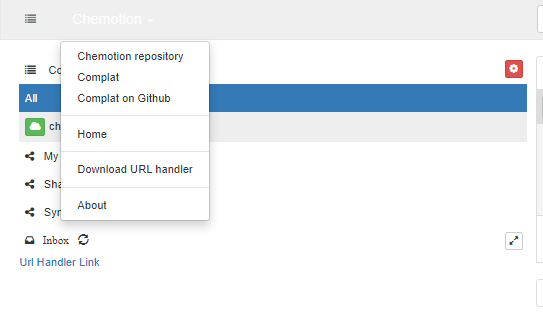 Chemotion
Chemotion repository
Co
Complat
All
Complat on Github
ch
Home
My
Download URL handler
Sha
About
Syn
Inbox
Url Handler Link